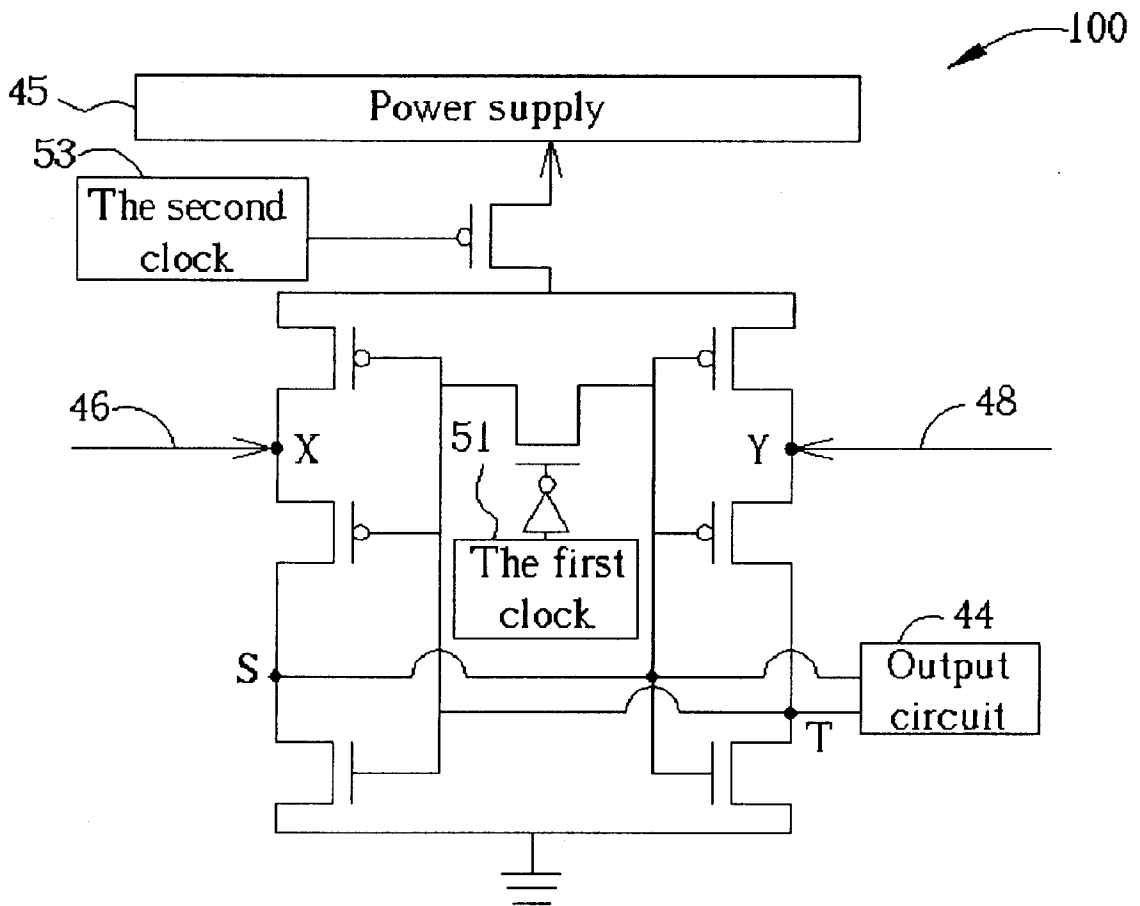 100
45
Power supply
53
The second
clock
46
X
51
Y
48
The first
clock
44
S
Output
circuit
T